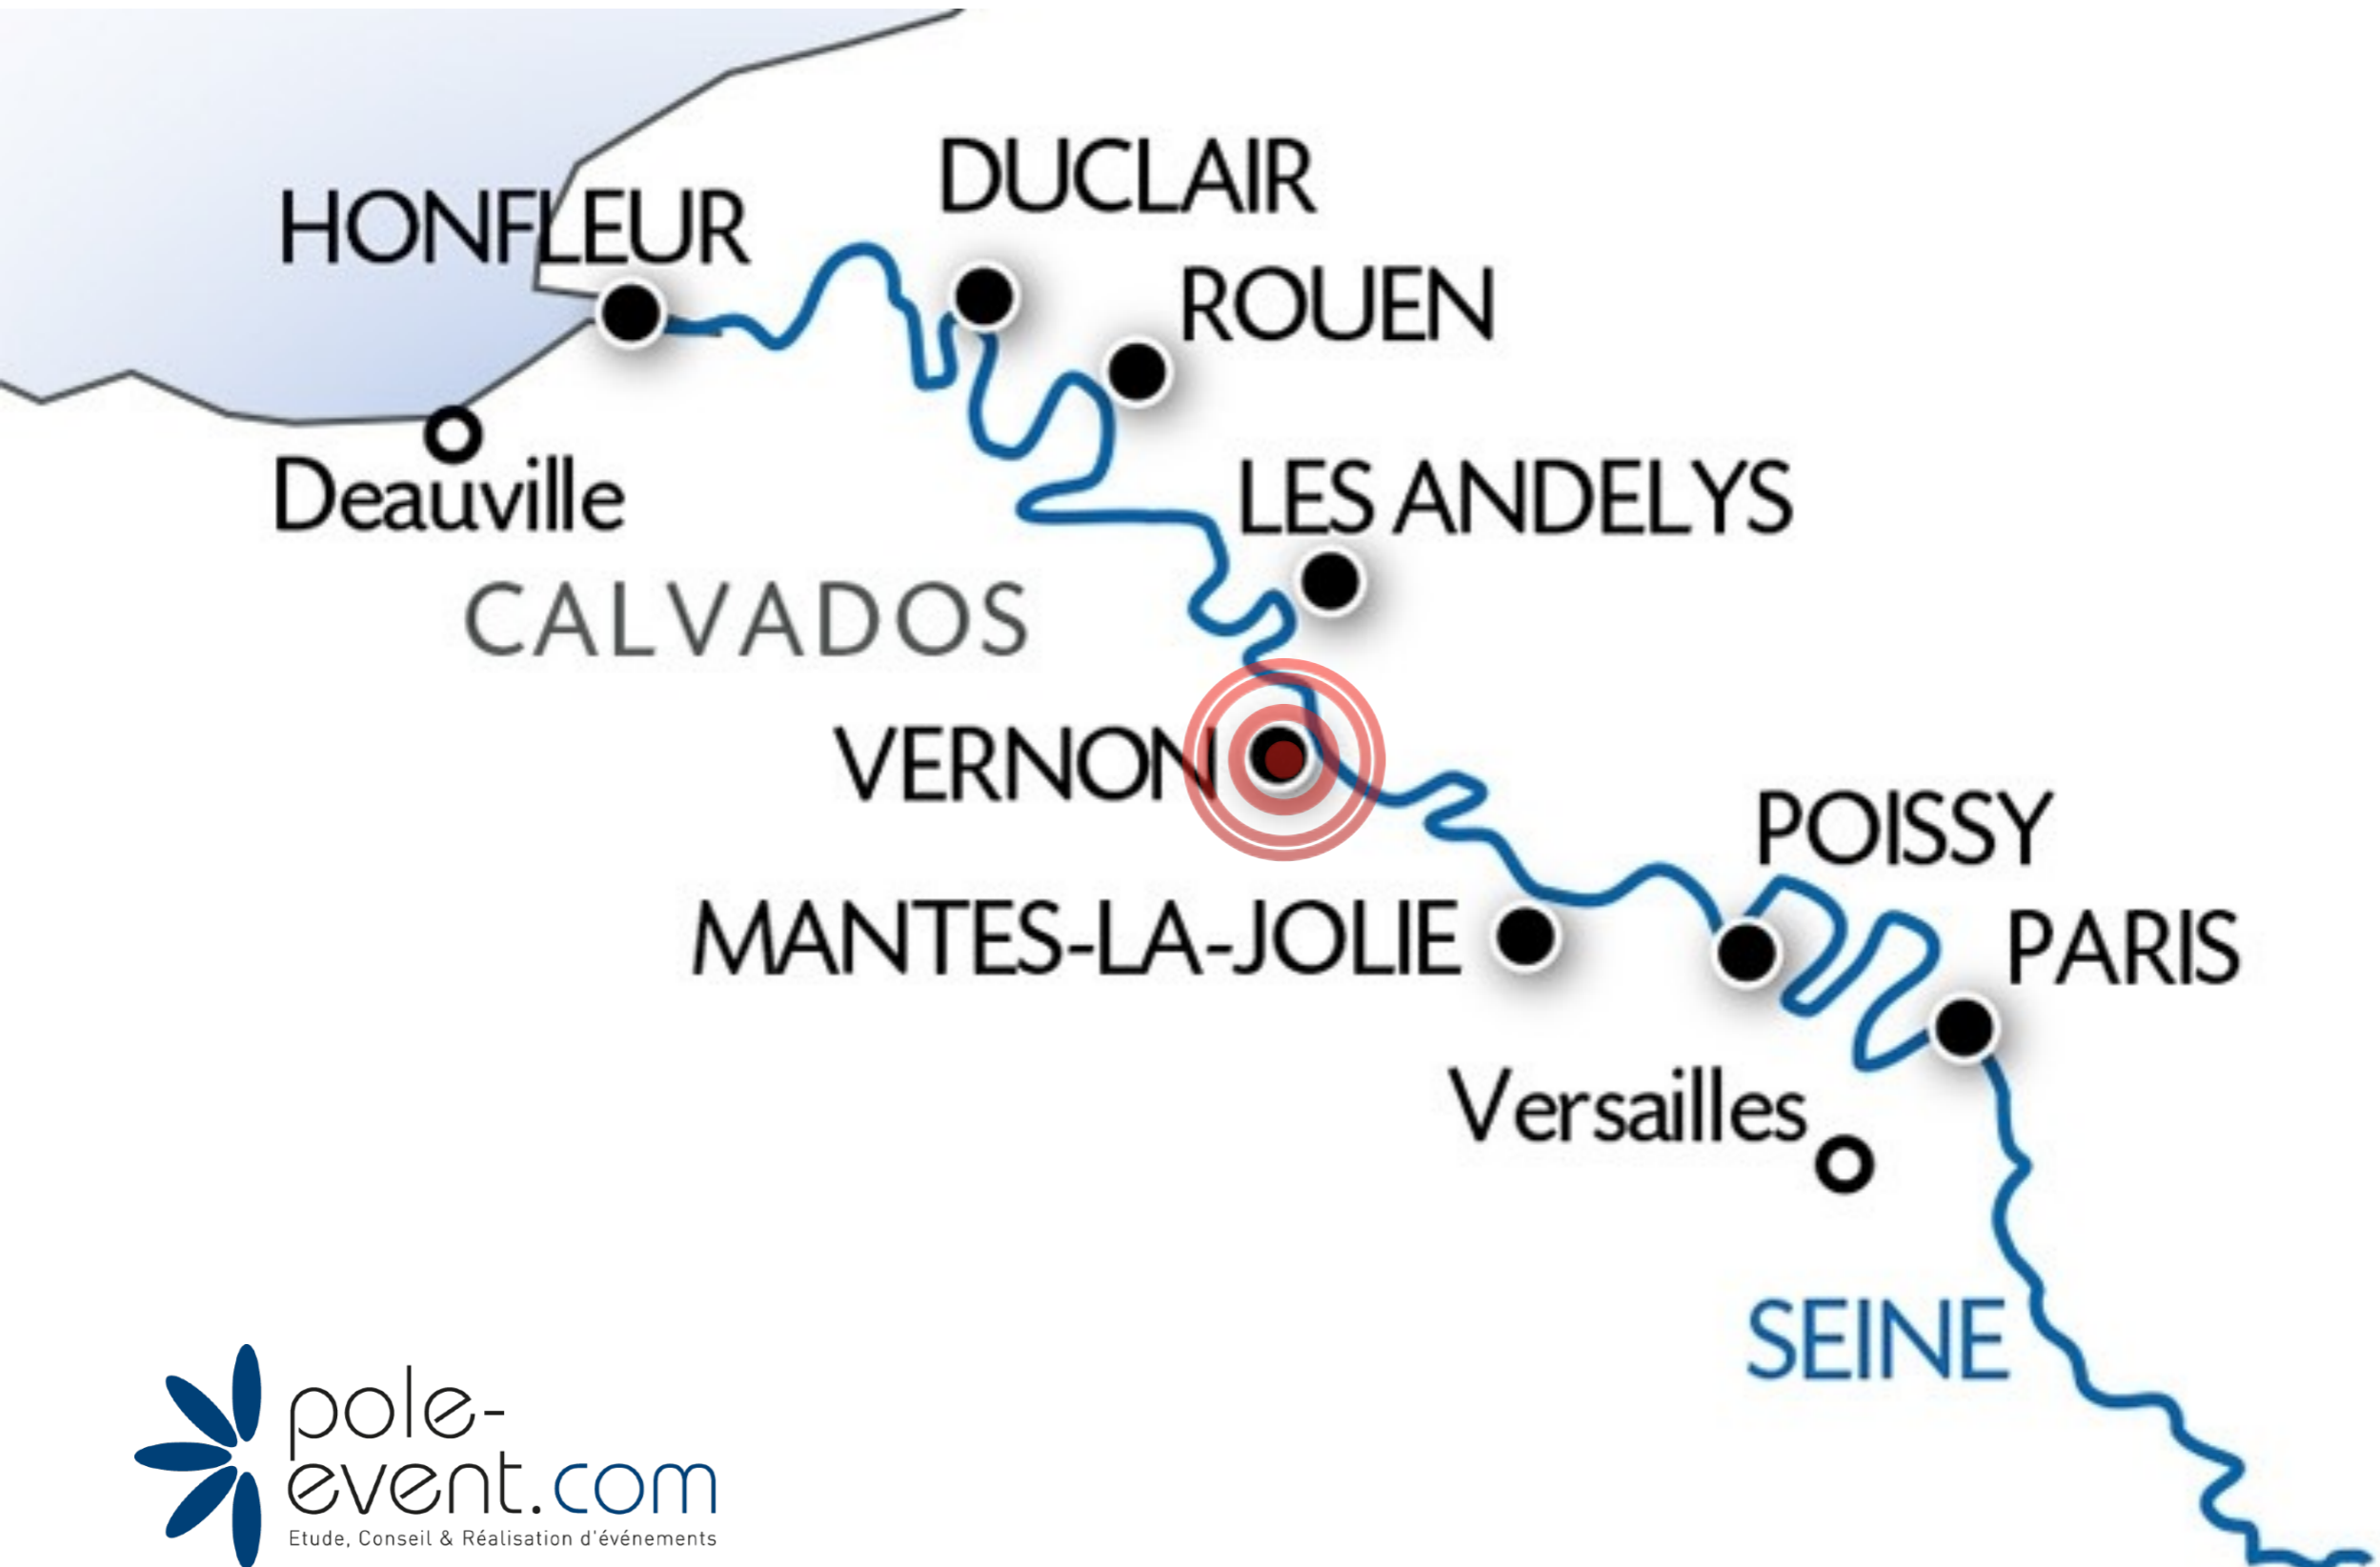 DUCLAIR
HONFLEUR
ROUEN
Deauville
LES ANDELYS
CALVADOS
VERNON
POISSY
MANTES-LA-JOLIE
PARIS
Versailles
SEINE
pole-
event.com
Etude, Conseil & Réalisation d'événements